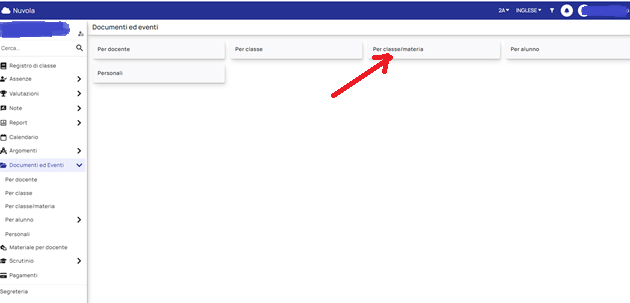 Nuvola
2A
INGLESE
Documenti ed eventi
Cerca...
Per docente
Per classe
Per classe/materia
Per alunno
Personali
Registro di classe
Assenze
Valutazioni
Note
Report
Calendario
Argomenti
Documenti ed Eventi
Per docente
Per classe
Per classe/materia
Per alunno
Personali
Materiale per docente
Scrutinio
Pagamenti
Segreteria